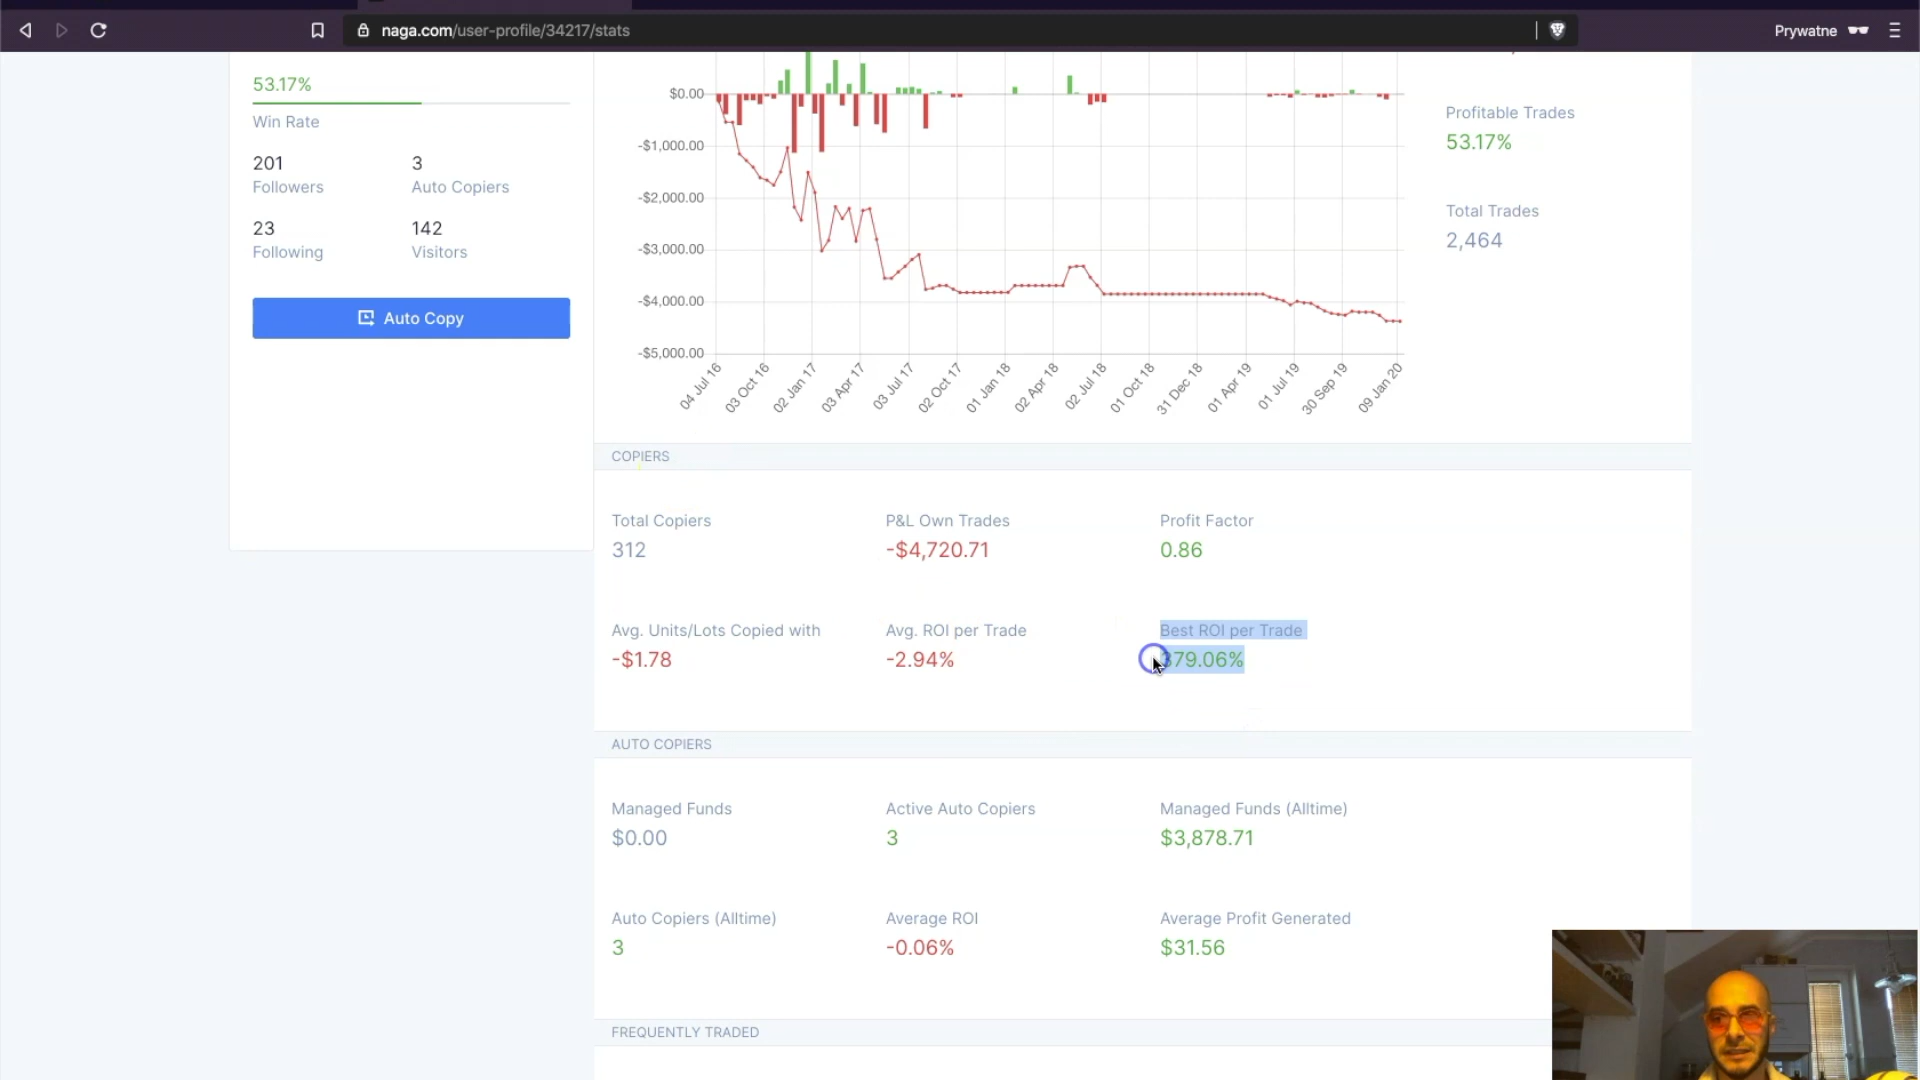 naga.com/user-profile/34217/stats
Prywatne
53.17%
Win Rate
201
Followers
3
Auto Copiers
23
Following
142
Visitors
Auto Copy
$0.00
-$1,000.00
-$2,000.00
-$3,000.00
-$4,000.00
-$5,000.00
04 Jul 16
03 Oct 16
02 Jan 17
03 Apr 17
03 Jul 17
02 Oct 17
01 Jan 18
02 Apr 18
02 Jul 18
01 Oct 18
31 Dec 18
01 Apr 19
01 Jul 19
30 Sep 19
09 Jan 20
Profitable Trades
53.17%
Total Trades
2,464
COPIERS
Total Copiers
312
P&L Own Trades
-$4,720.71
Profit Factor
0.86
Avg. Units/Lots Copied with
-$1.78
Avg. ROI per Trade
-2.94%
Best ROI per Trade
379.06%
AUTO COPIERS
Managed Funds
$0.00
Active Auto Copiers
3
Managed Funds (Alltime)
$3,878.71
Auto Copiers (Alltime)
3
Average ROI
-0.06%
Average Profit Generated
$31.56
FREQUENTLY TRADED